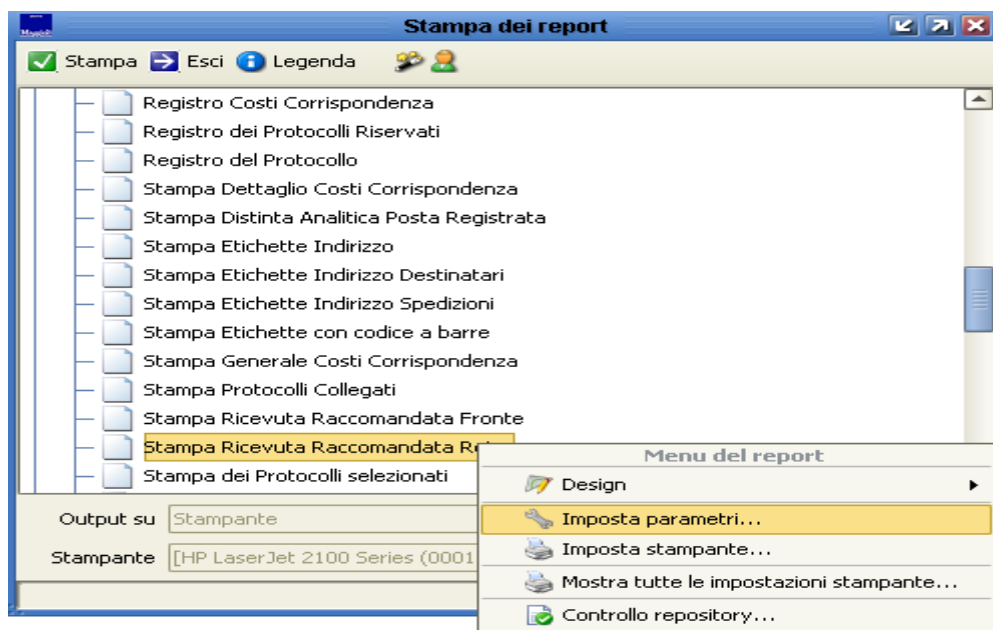 Stampa dei report
Stampa Esci Legenda
Registro Costi Corrispondenza
Registro dei Protocolli Riservati
Registro del Protocollo
Stampa Dettaglio Costi Corrispondenza
Stampa Distinta Analitica Posta Registrata
Stampa Etichette Indirizzo
Stampa Etichette Indirizzo Destinatari
Stampa Etichette Indirizzo Spedizioni
Stampa Etichette con codice a barre
Stampa Generale Costi Corrispondenza
Stampa Protocolli Collegati
Stampa Ricevuta Raccomandata Fronte
Stampa Ricevuta Raccomandata
Stampa dei Protocolli selezionati
Output su Stampante
Stampante [HP LaserJet 2100 Series (0001
Menu del report
Design
Imposta parametri...
Imposta stampante...
Mostra tutte le impostazioni stampante...
Controllo repository...